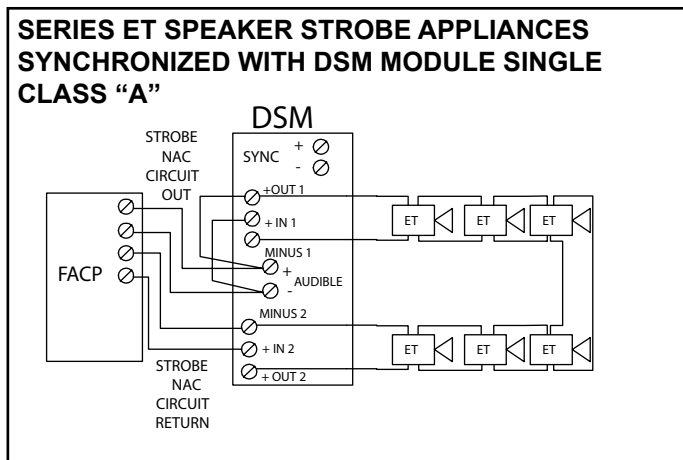 SERIES ET SPEAKER STROBE APPLIANCES
SYNCHRONIZED WITH DSM MODULE SINGLE
CLASS “A”
DSM
STROBE
NAC
CIRCUIT
OUT
SYNC
+
-
+OUT 1
+ IN 1
MINUS 1
+
AUDIBLE
-
MINUS 2
+ IN 2
+ OUT 2
FACP
STROBE
NAC
CIRCUIT
RETURN
ET ET ET
ET ET ET